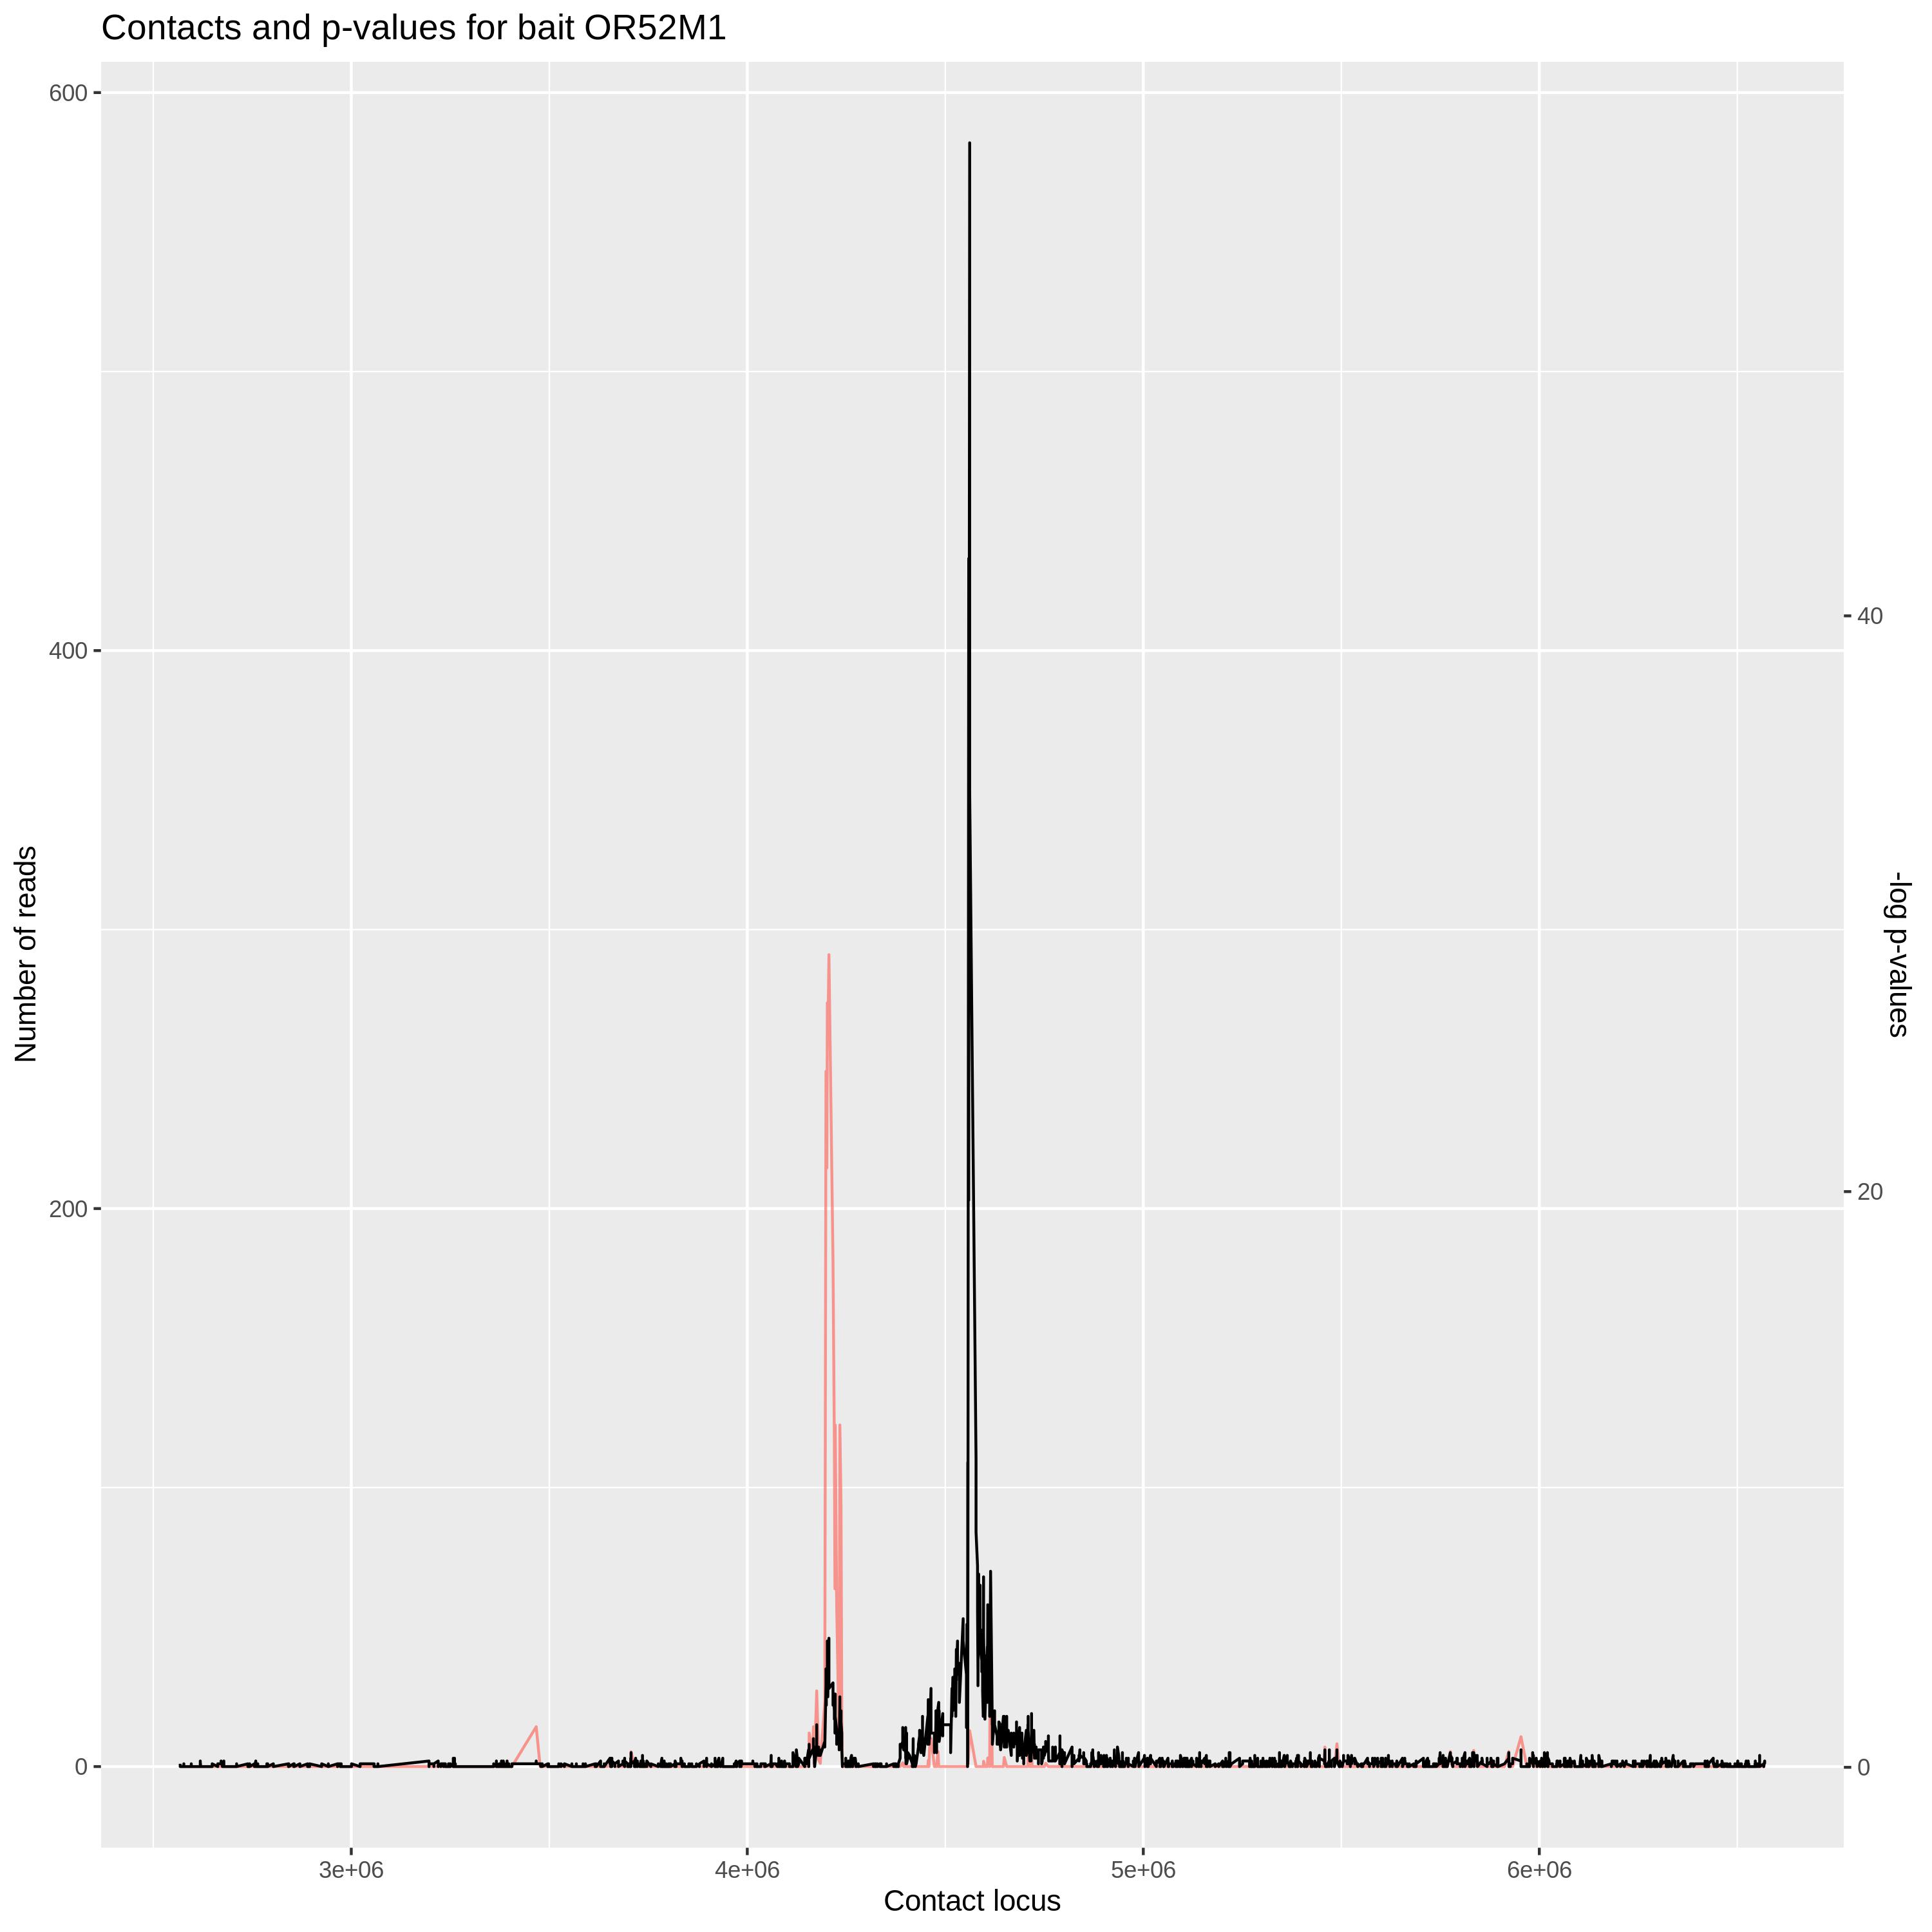 Contacts and p-values for bait OR52M1
600
400
200
0
Number of reads
40
20
0
-log p-values
3e+06
4e+06
5e+06
6e+06
Contact locus